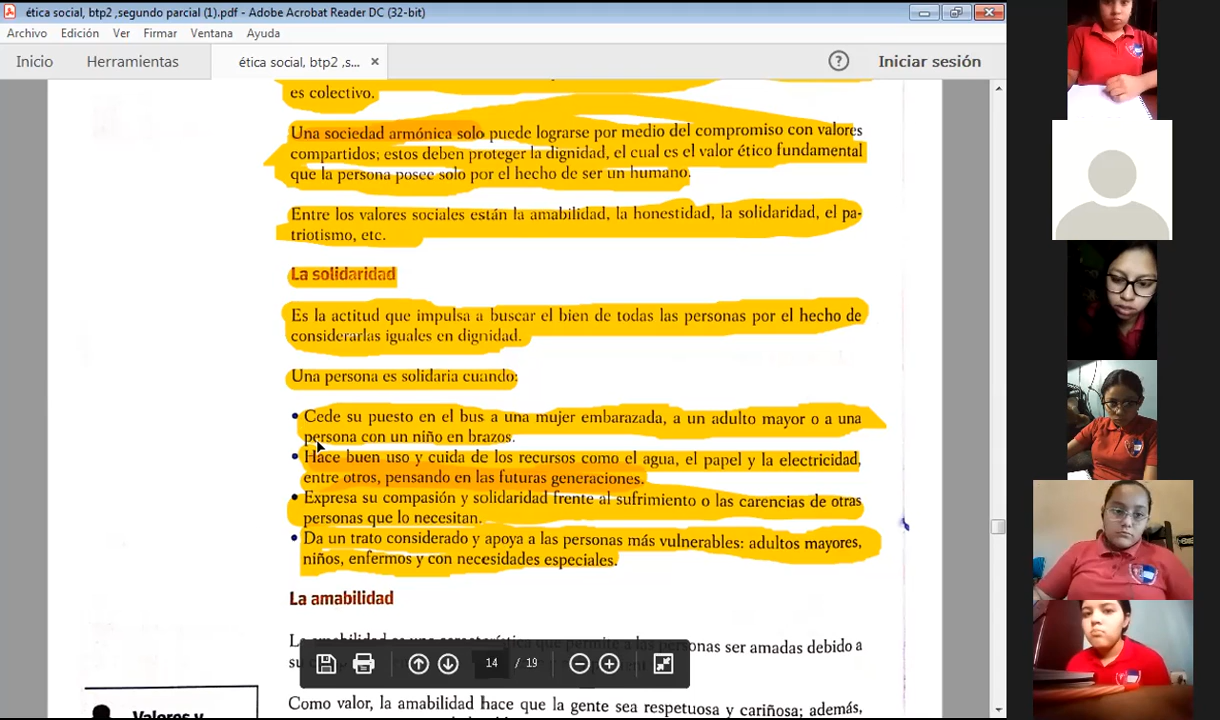 ética social, btp2 ,segundo parcial (1).pdf - Adobe Acrobat Reader DC (32-bit)
Archivo Edición Ver Firmar Ventana Ayuda
Inicio Herramientas ética social, btp2 ,s... × ? Iniciar sesión
es colectivo.
Una sociedad armónica solo puede lograrse por medio del compromiso con valores
compartidos; estos deben proteger la dignidad, el cual es el valor ético fundamental
que la persona posee solo por el hecho de ser un humano.
Entre los valores sociales están la amabilidad, la honestidad, la solidaridad, el pa-
triotismo, etc.
La solidaridad
Es la actitud que impulsa a buscar el bien de todas las personas por el hecho de
considerarlas iguales en dignidad.
Una persona es solidaria cuando:
• Cede su puesto en el bus a una mujer embarazada, a un adulto mayor o a una
persona con un niño en brazos.
• Hace buen uso y cuida de los recursos como el agua, el papel y la electricidad,
entre otros, pensando en las futuras generaciones.
• Expresa su compasión y solidaridad frente al sufrimiento o las carencias de otras
personas que lo necesitan.
• Da un trato considerado y apoya a las personas más vulnerables: adultos mayores,
niños, enfermos y con necesidades especiales.
La amabilidad
La amabilidad es una característica que permite a las personas ser amadas debido a
14 / 19
Como valor, la amabilidad hace que la gente sea respetuosa y cariñosa; además,
Valores y